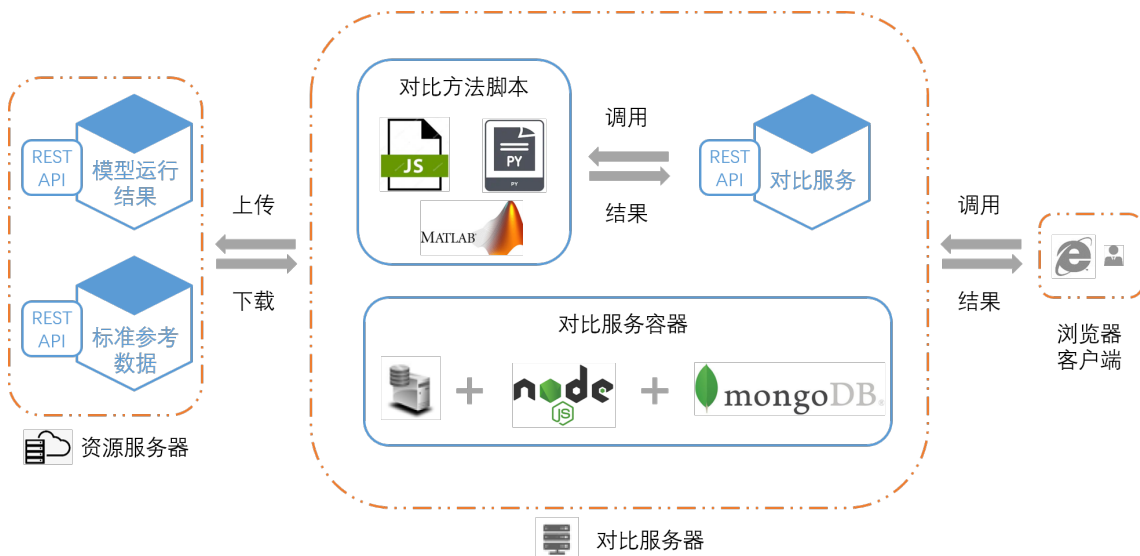 REST
API
模型运行
结果
REST
API
标准参考
数据
资源服务器
上传
下载
对比方法脚本
JS
PY
PY
MATLAB
调用
结果
REST
API
对比服务
对比服务容器
node
JS
mongoDB
对比服务器
调用
结果
浏览器
客户端